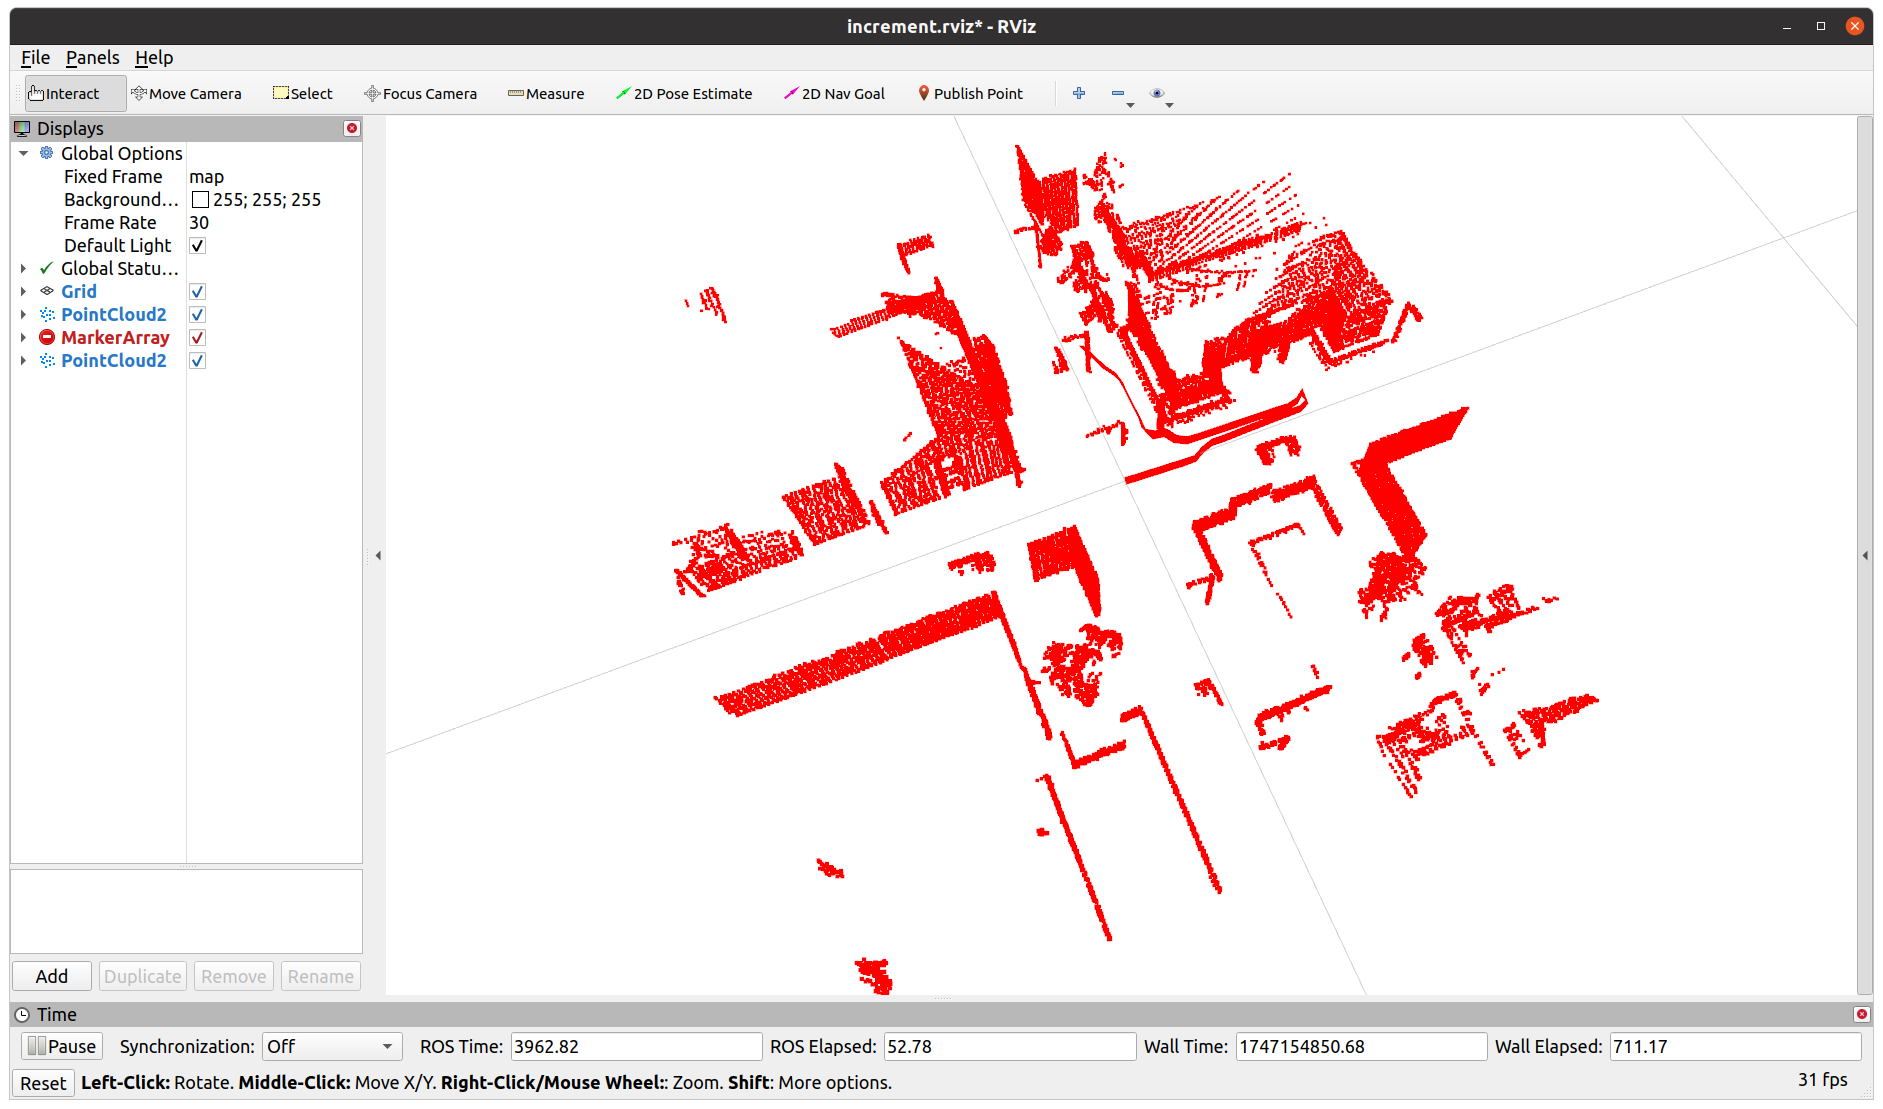 increment.rviz* - RViz
File Panels Help
Interact Move Camera Select Focus Camera Measure 2D Pose Estimate 2D Nav Goal Publish Point
Displays
Global Options
Fixed Frame map
Background... 255; 255; 255
Frame Rate 30
Default Light
Global Statu...
Grid
PointCloud2
MarkerArray
PointCloud2
Add Duplicate Remove Rename
Time
Pause Synchronization: Off ROS Time: 3962.82 ROS Elapsed: 52.78 Wall Time: 1747154850.68 Wall Elapsed: 711.17
Reset Left-Click: Rotate. Middle-Click: Move X/Y. Right-Click/Mouse Wheel:: Zoom. Shift: More options. 31 fps